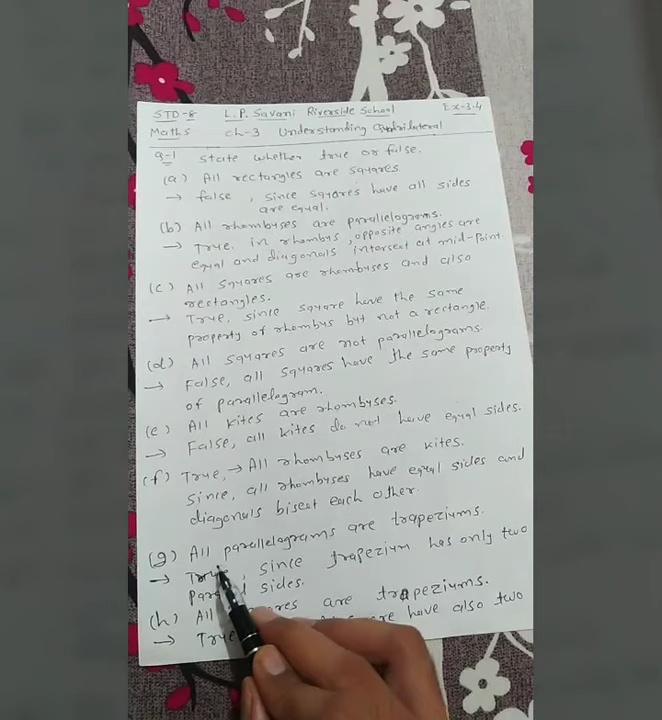 STD-8 L.P. Savani Riverside School Ex-3.4
Maths ch-3 Understanding Quadrilateral
Q-1 State whether true or false.
(a) All rectangles are squares.
→ false, since squares have all sides
are equal.
(b) All rhombuses are parallelograms.
→ True. in rhombus, opposite angles are
equal and diagonals intersect at mid-point.
(c) All squares are rhombuses and also
rectangles.
→ True, since square have the same
property of rhombus but not a rectangle.
(d) All squares are not parallelograms.
→ False, all squares have the same property
of parallelogram.
(e) All kites are rhombuses.
→ False, all kites do not have equal sides.
(f) True, → All rhombuses are kites.
since, all rhombuses have equal sides and
diagonals bisect each other.
(g) All parallelograms are trapeziums.
→ True, since trapezium has only two
sides.
(h) All are trapeziums.
→ True have also two